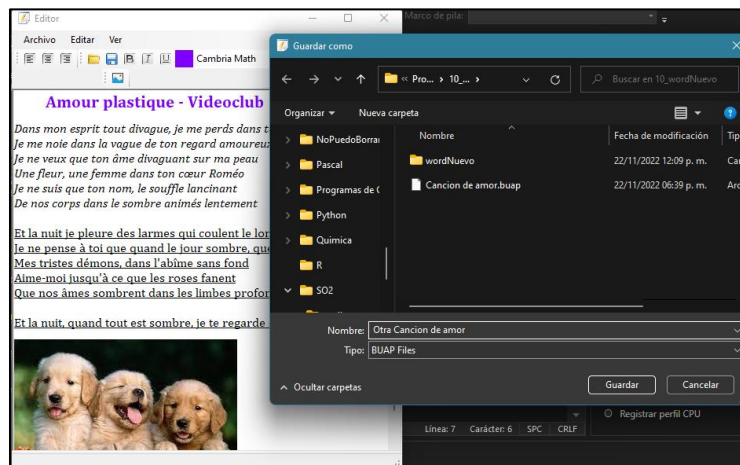 Editor
Archivo Editar Ver
B I U Cambria Math
Amour plastique - Videoclub
Dans mon esprit tout divague, je me perds dans t
Je me noie dans la vague de ton regard amoureux
Je ne veux que ton âme divaguant sur ma peau
Une fleur, une femme dans ton cœur Roméo
Je ne suis que ton nom, le souffle lancinant
De nos corps dans le sombre animés lentement
Et la nuit je pleure des larmes qui coulent le lon
Je ne pense à toi que quand le jour sombre, que
Mes tristes démons, dans l'abîme sans fond
Aime-moi jusqu'à ce que les roses fanent
Que nos âmes sombrent dans les limbes profon
Et la nuit, quand tout est sombre, je te regarde
Marco de pila:
Guardar como
« Pro... › 10_... ›
Buscar en 10_wordNuevo
Organizar Nueva carpeta
NoPuedoBorrar
Pascal
Programas de C
Python
Quimica
R
SO2
Nombre Fecha de modificación Tip
wordNuevo 22/11/2022 12:09 p. m. Car
Cancion de amor.buap 22/11/2022 06:39 p. m. Arc
Nombre: Otra Cancion de amor
Tipo: BUAP Files
Ocultar carpetas
Guardar Cancelar
Línea: 7 Carácter: 6 SPC CRLF
Registrar perfil CPU